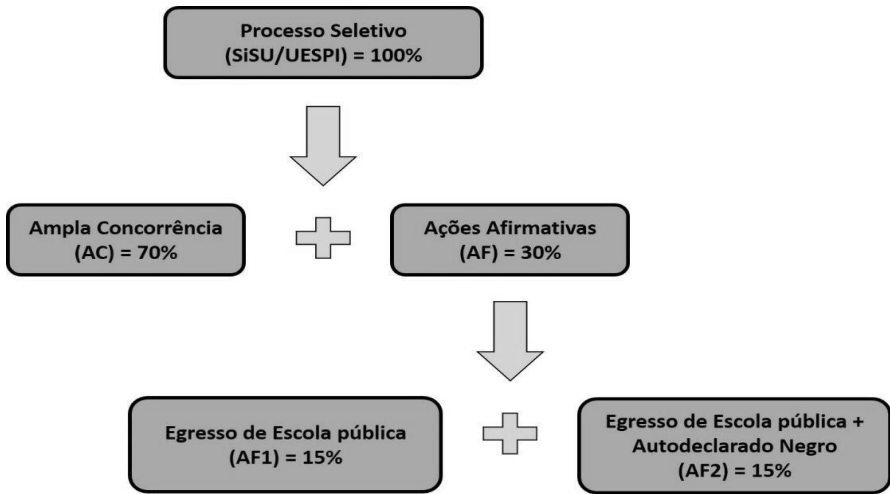 Processo Seletivo
(SiSU/UESPI) = 100%
Ampla Concorrência
(AC) = 70%
Ações Afirmativas
(AF) = 30%
Egresso de Escola pública
(AF1) = 15%
Egresso de Escola pública +
Autodeclarado Negro
(AF2) = 15%